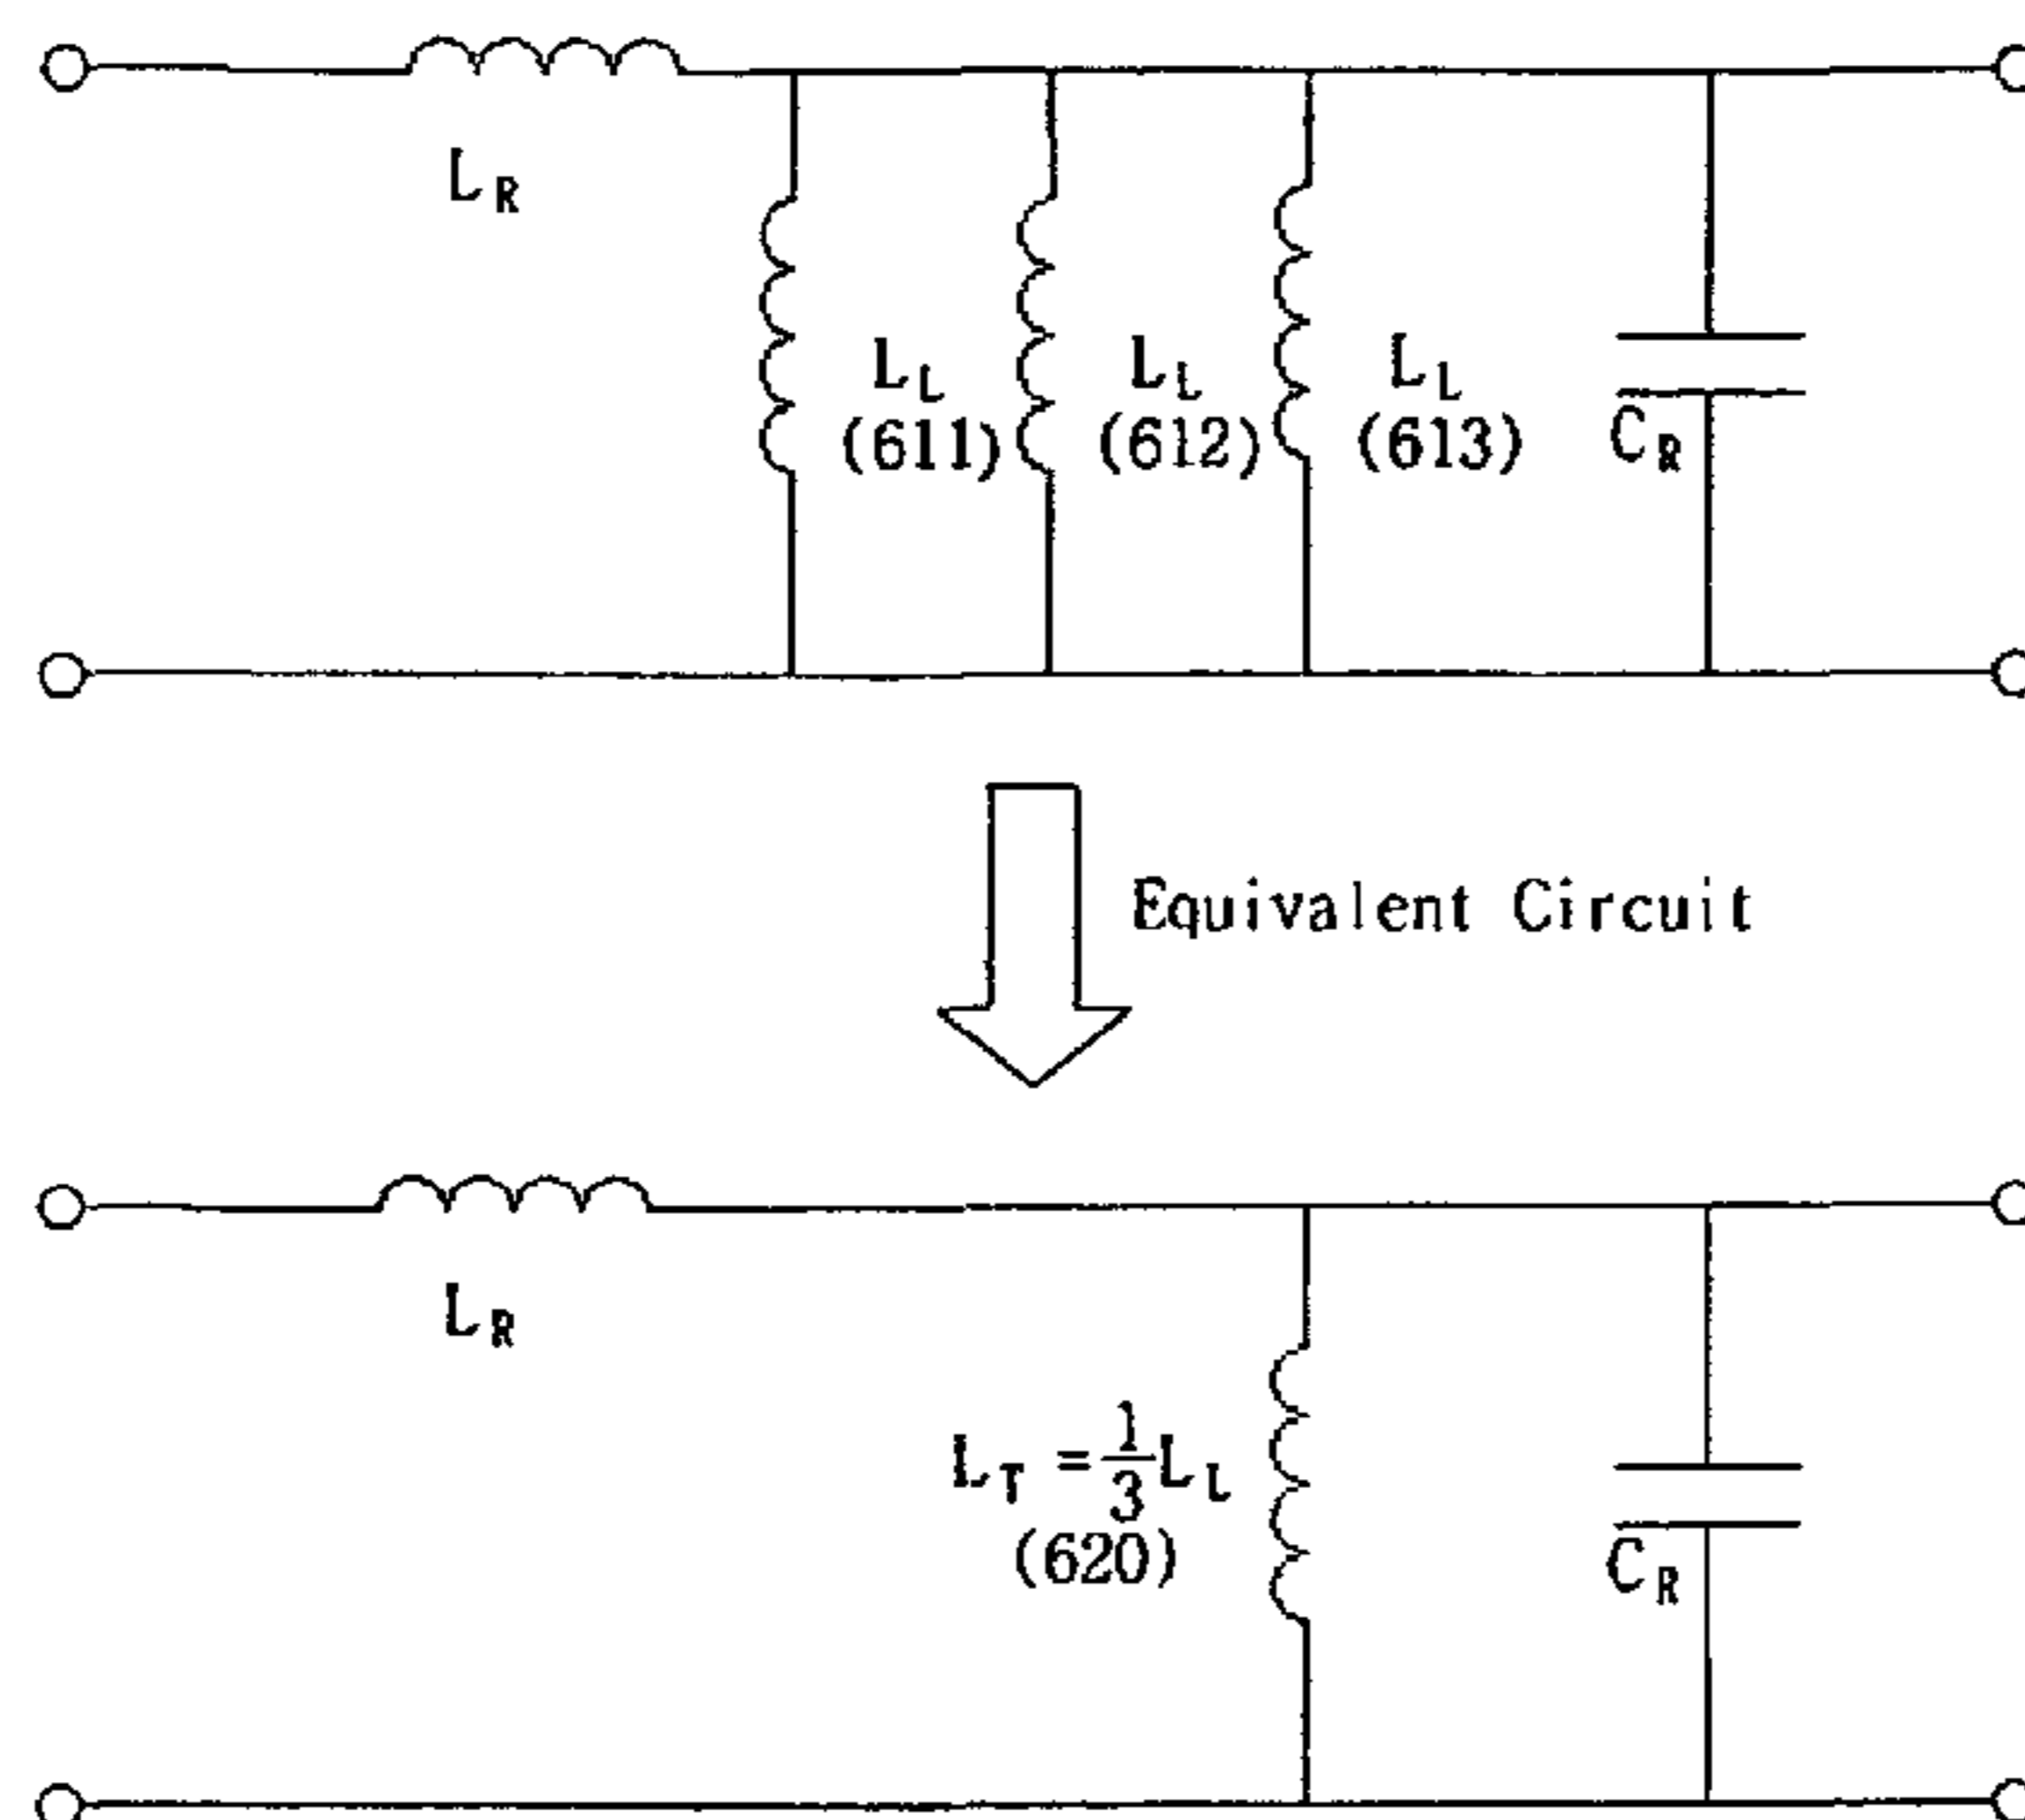 L_R
L_L L_L L_L
(611) (612) (613) C_R
Equivalent Circuit
L_R
L_T = 1/3 L_L
(620)
C_R